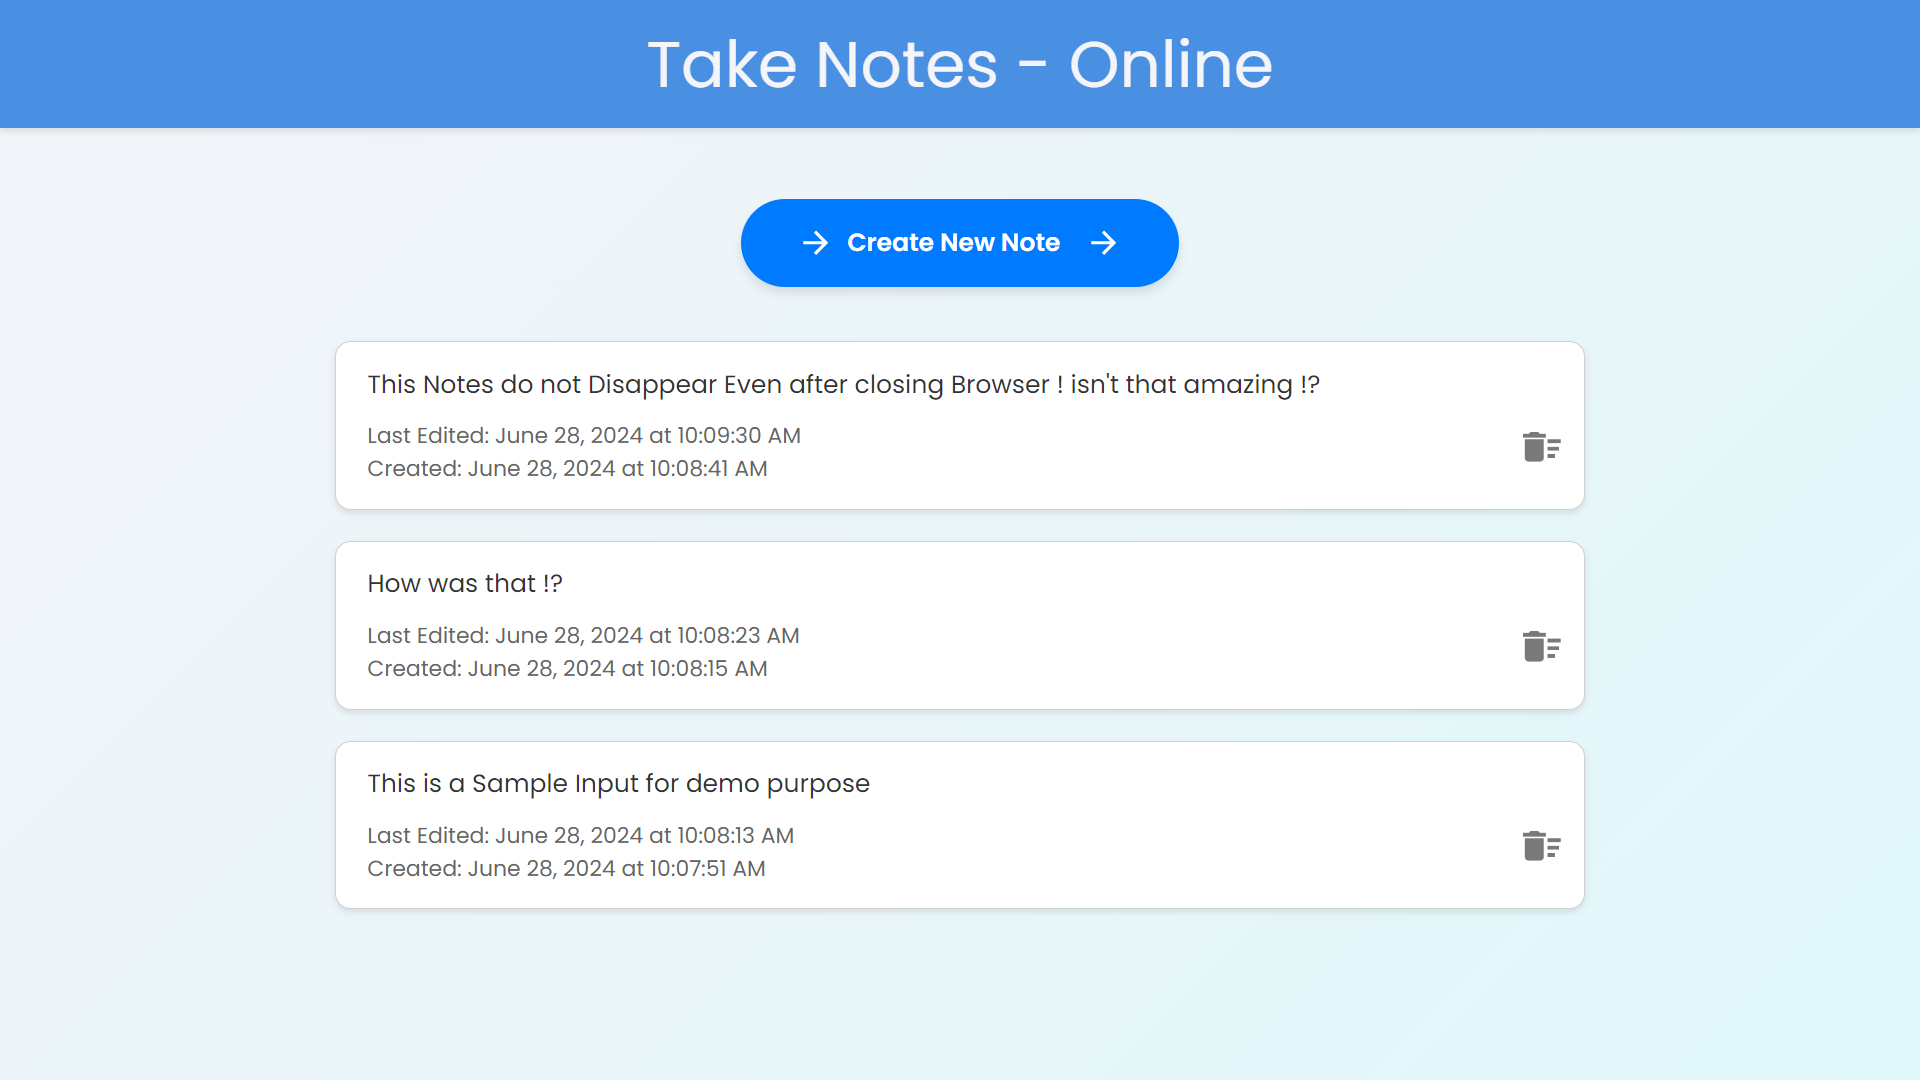 Take Notes - Online
Create New Note
This Notes do not Disappear Even after closing Browser ! isn't that amazing !?
Last Edited: June 28, 2024 at 10:09:30 AM
Created: June 28, 2024 at 10:08:41 AM
How was that !?
Last Edited: June 28, 2024 at 10:08:23 AM
Created: June 28, 2024 at 10:08:15 AM
This is a Sample Input for demo purpose
Last Edited: June 28, 2024 at 10:08:13 AM
Created: June 28, 2024 at 10:07:51 AM